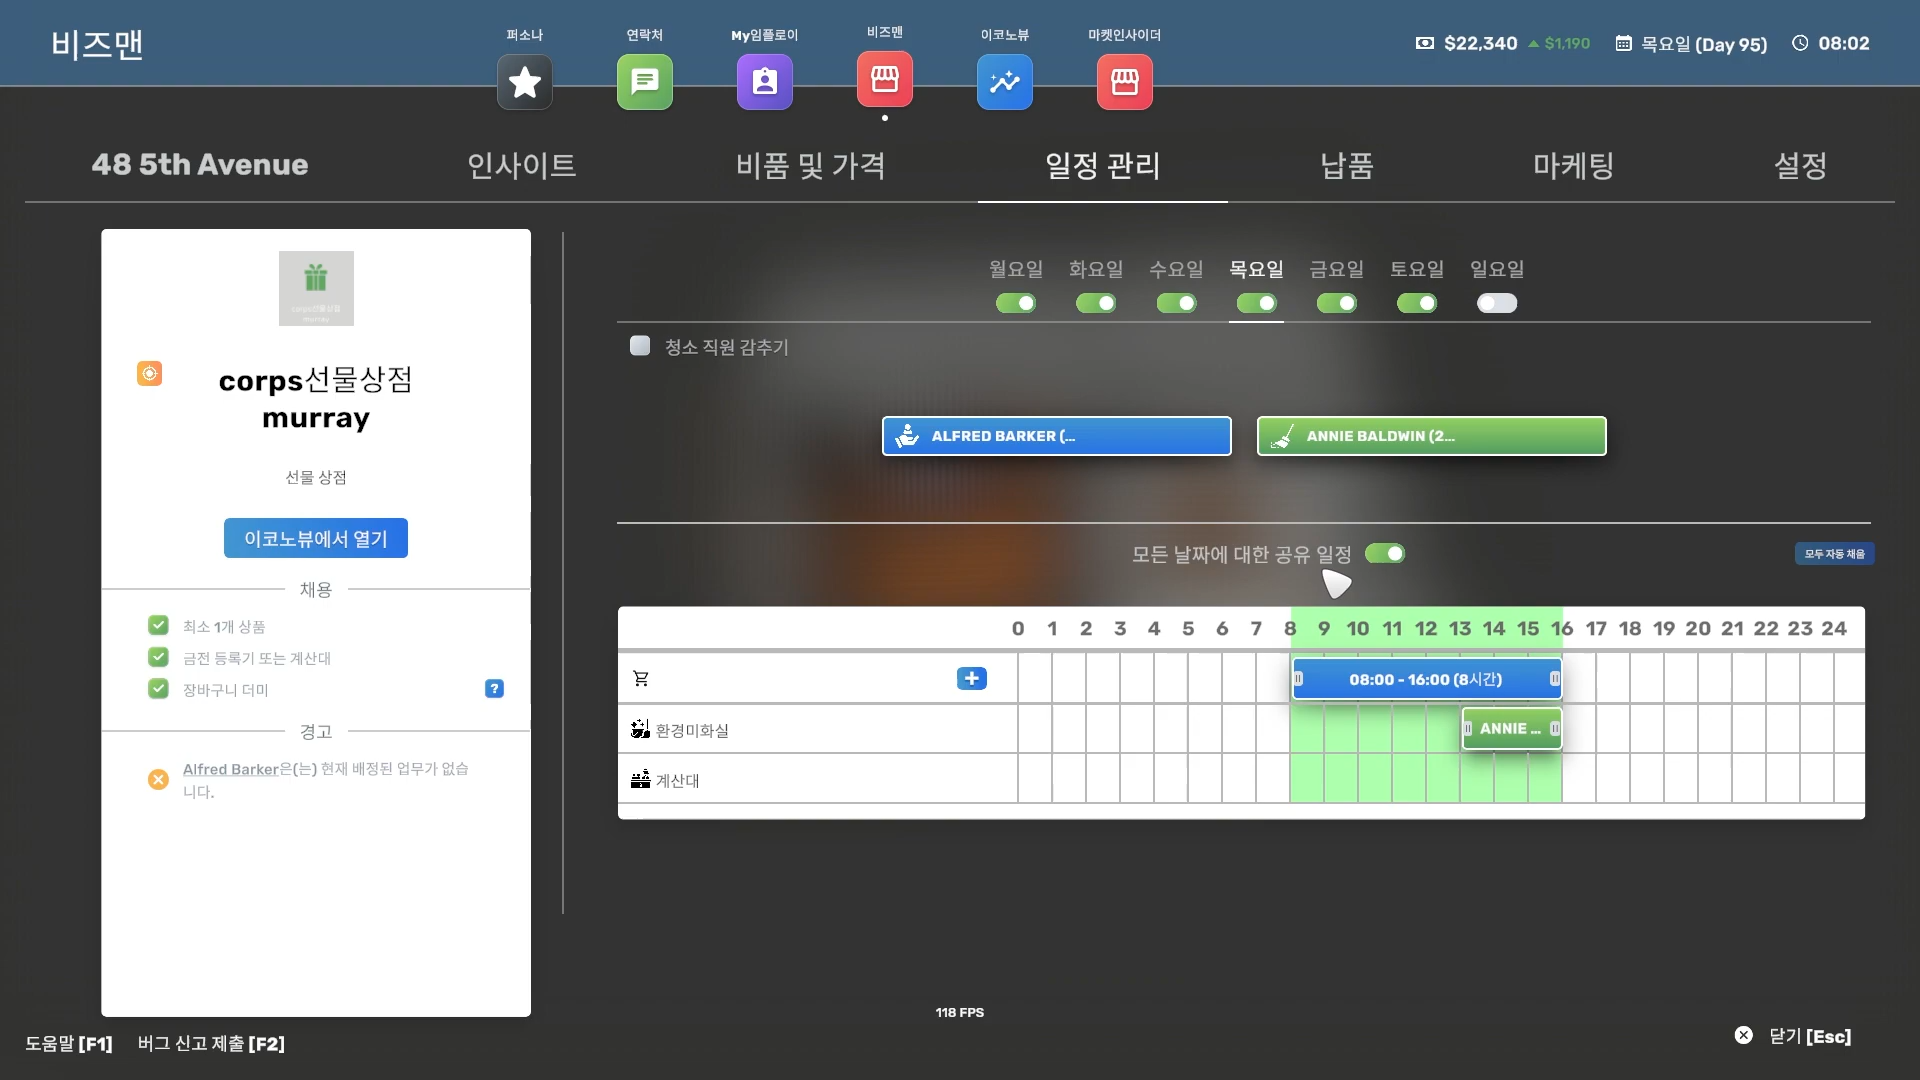 비즈맨
퍼소나
연락처
My임플로이
비즈맨
이코노뷰
마켓인사이더
$22,340 $1,190 목요일 (Day 95) 08:02
48 5th Avenue
인사이트
비품 및 가격
일정 관리
납품
마케팅
설정
corps선물상점
murray
corps선물상점
murray
선물 상점
이코노뷰에서 열기
채용
최소 1개 상품
금전 등록기 또는 계산대
장바구니 더미
?
경고
Alfred Barker은(는) 현재 배정된 업무가 없습
니다.
월요일 화요일 수요일 목요일 금요일 토요일 일요일
청소 직원 감추기
ALFRED BARKER (...
ANNIE BALDWIN (2...
모든 날짜에 대한 공유 일정
모두 자동 채움
0 1 2 3 4 5 6 7 8 9 10 11 12 13 14 15 16 17 18 19 20 21 22 23 24
08:00 - 16:00 (8시간)
환경미화실
ANNIE ...
계산대
118 FPS
도움말 [F1] 버그 신고 제출 [F2]
닫기 [Esc]